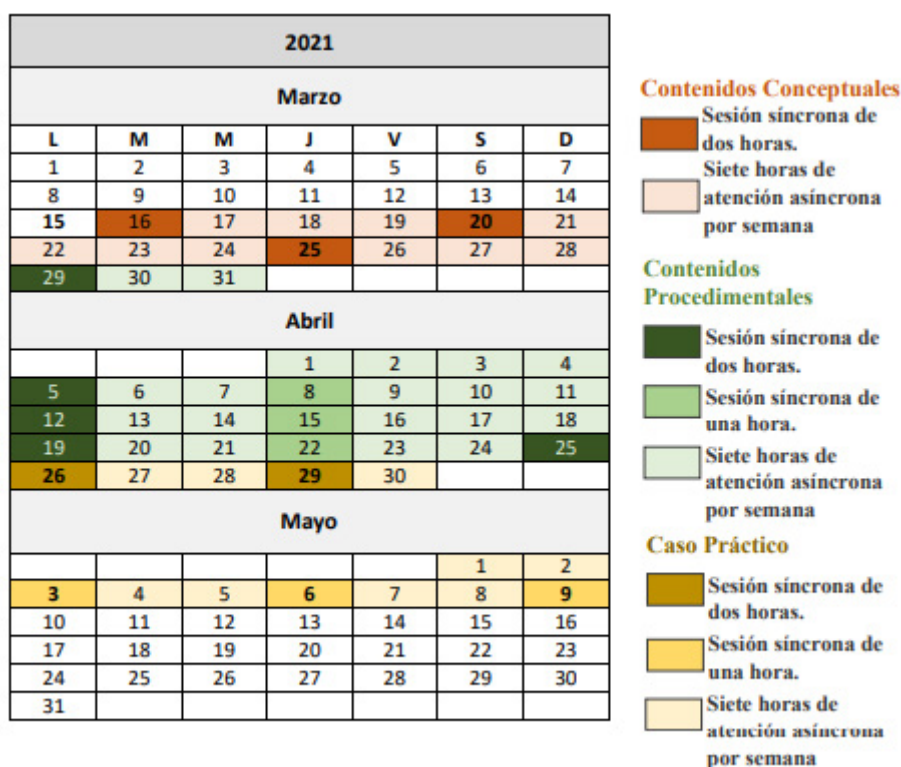 2021
Marzo
L M M J V S D
1 2 3 4 5 6 7
8 9 10 11 12 13 14
15 16 17 18 19 20 21
22 23 24 25 26 27 28
29 30 31
Abril
1 2 3 4
5 6 7 8 9 10 11
12 13 14 15 16 17 18
19 20 21 22 23 24 25
26 27 28 29 30
Mayo
1 2
3 4 5 6 7 8 9
10 11 12 13 14 15 16
17 18 19 20 21 22 23
24 25 26 27 28 29 30
31
Contenidos Conceptuales
Sesión síncrona de
dos horas.
Siete horas de
atención asíncrona
por semana
Contenidos
Procedimentales
Sesión síncrona de
dos horas.
Sesión síncrona de
una hora.
Siete horas de
atención asíncrona
por semana
Caso Práctico
Sesión síncrona de
dos horas.
Sesión síncrona de
una hora.
Siete horas de
atención asíncrona
por semana